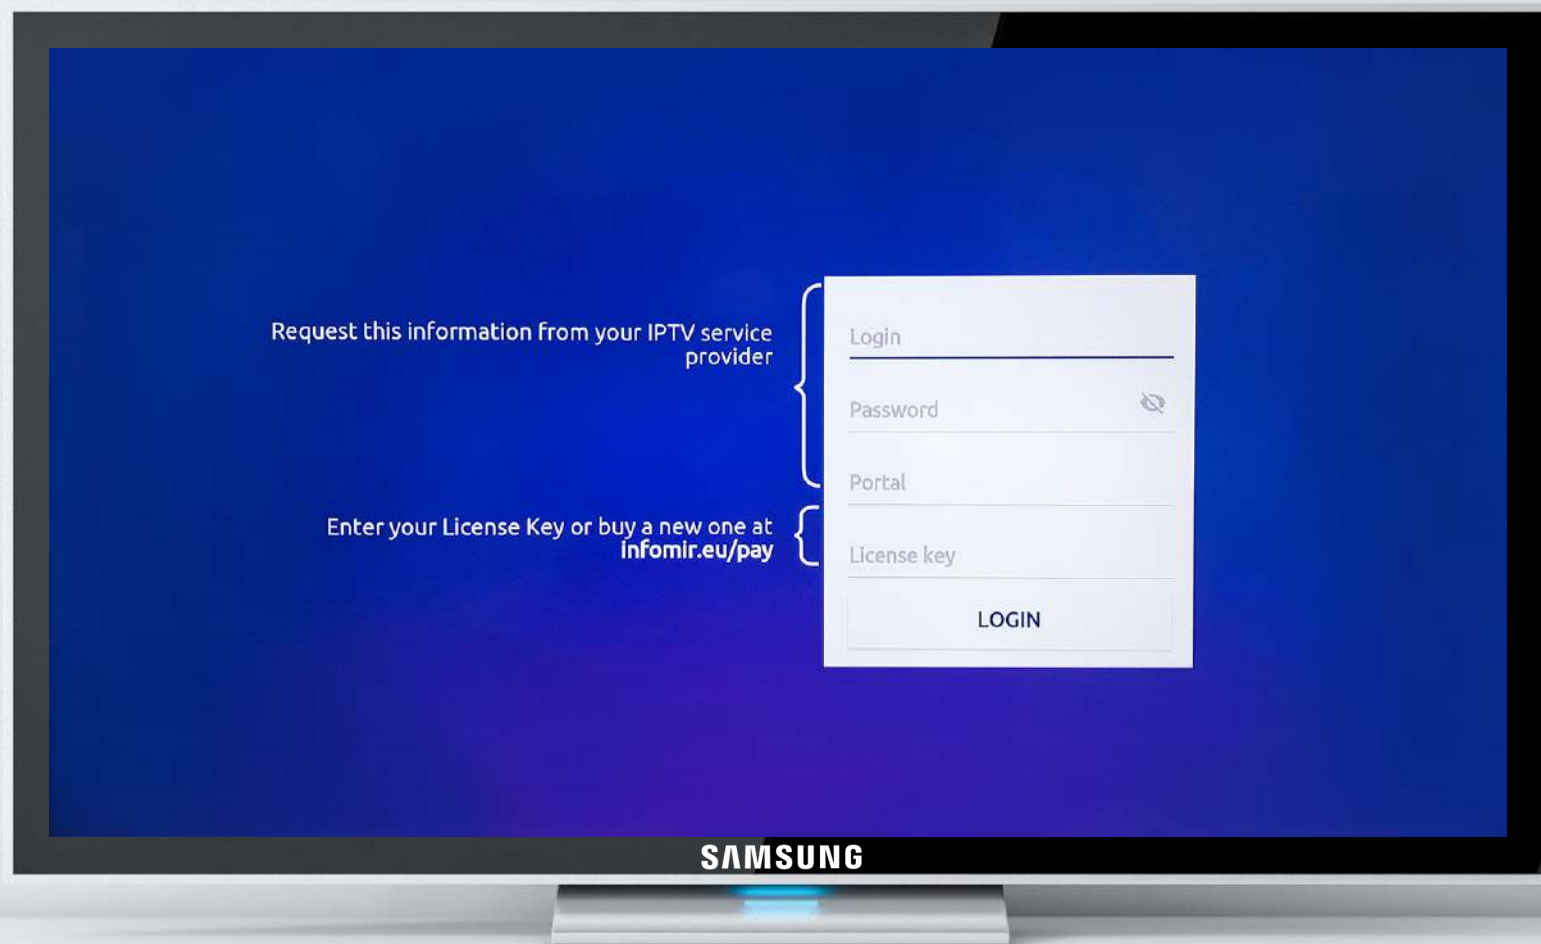 Request this information from your IPTV service
provider
Login
Password
Portal
Enter your License Key or buy a new one at
infomir.eu/pay
License key
LOGIN
SAMSUNG